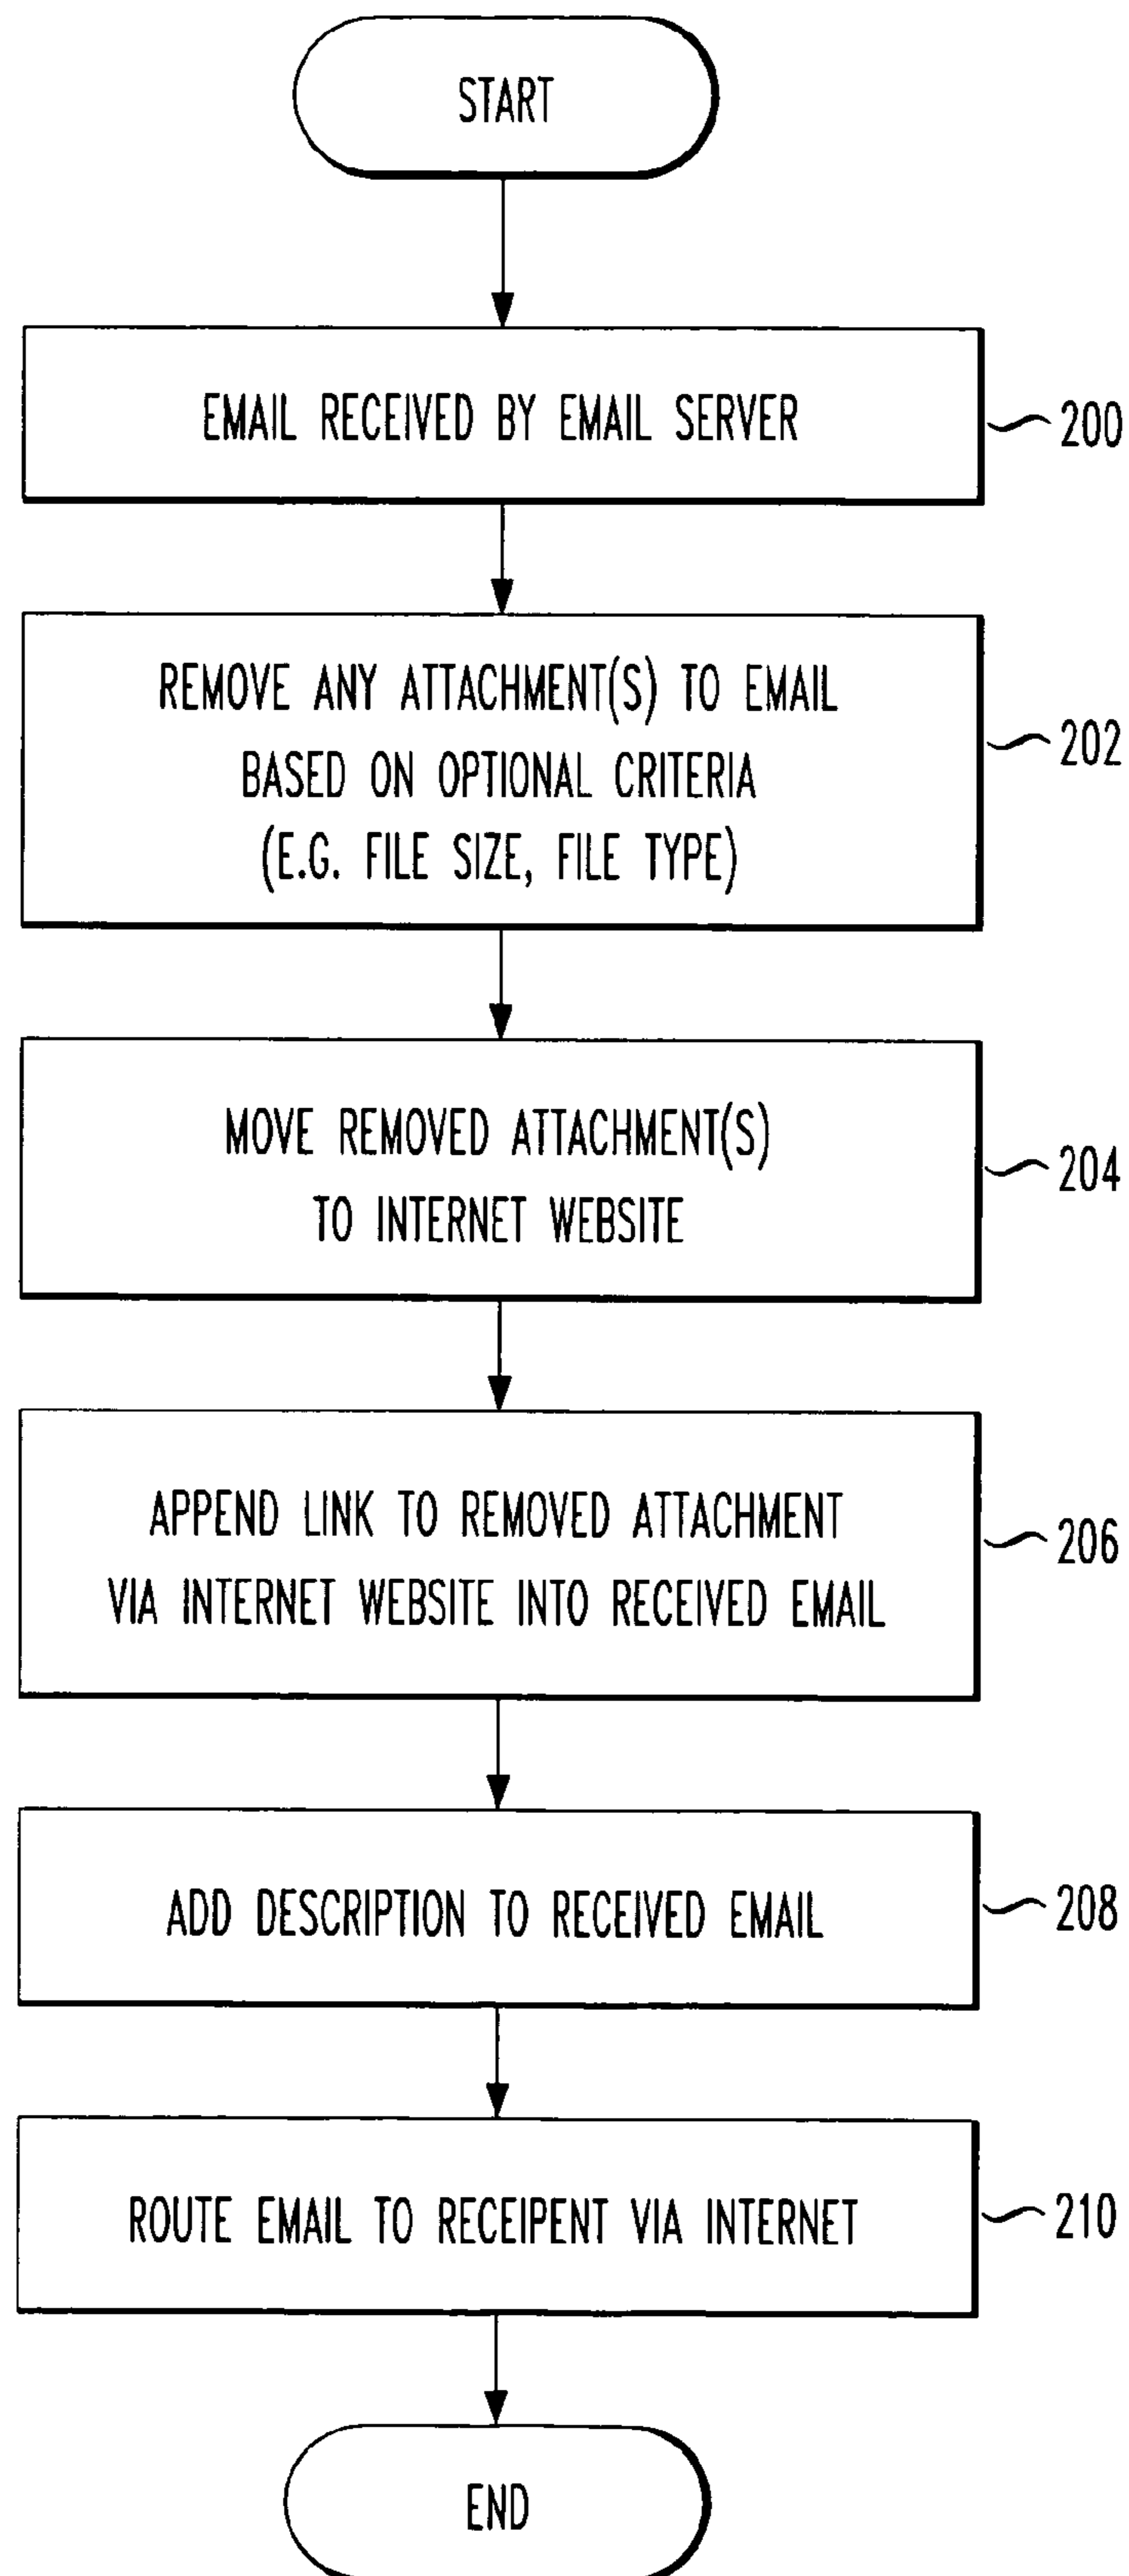 START
EMAIL RECEIVED BY EMAIL SERVER
200
REMOVE ANY ATTACHMENT(S) TO EMAIL
BASED ON OPTIONAL CRITERIA
(E.G. FILE SIZE, FILE TYPE)
202
MOVE REMOVED ATTACHMENT(S)
TO INTERNET WEBSITE
204
APPEND LINK TO REMOVED ATTACHMENT
VIA INTERNET WEBSITE INTO RECEIVED EMAIL
206
ADD DESCRIPTION TO RECEIVED EMAIL
208
ROUTE EMAIL TO RECEIPENT VIA INTERNET
210
END